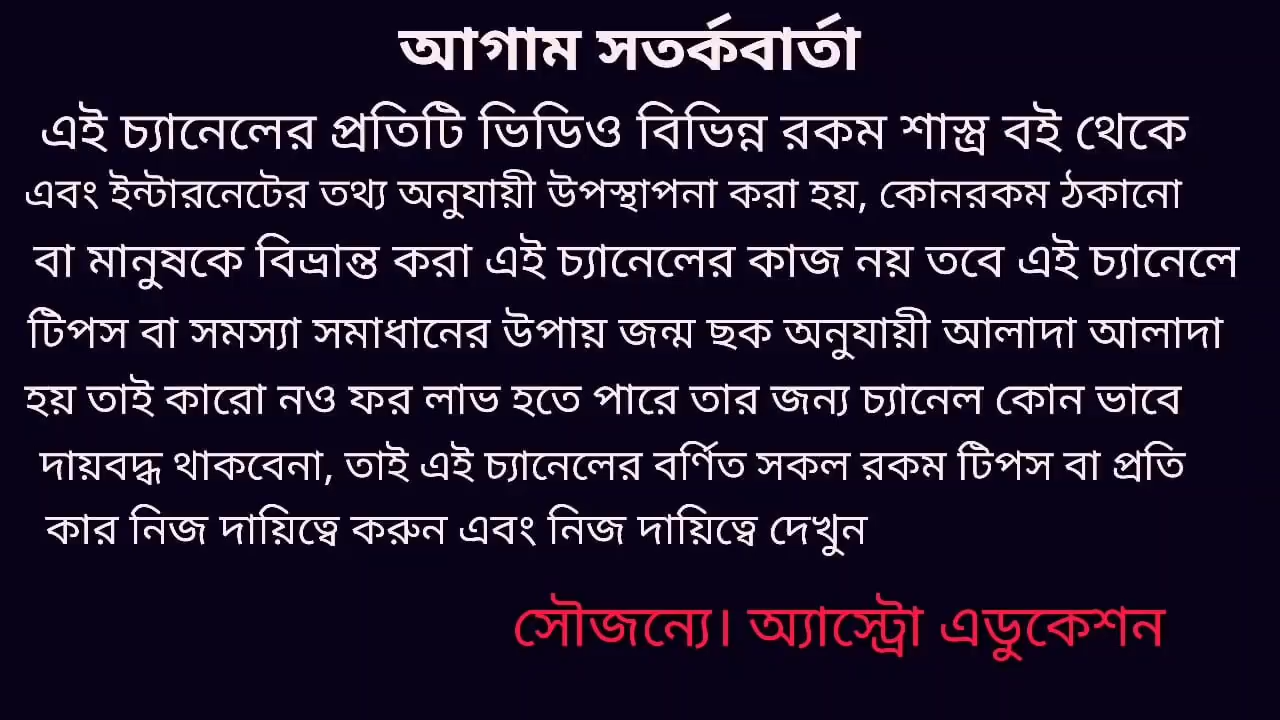 আগাম সতর্কবার্তা
এই চ্যানেলের প্রতিটি ভিডিও বিভিন্ন রকম শাস্ত্র বই থেকে
এবং ইন্টারনেটের তথ্য অনুযায়ী উপস্থাপনা করা হয়, কোনরকম ঠকানো
বা মানুষকে বিভ্রান্ত করা এই চ্যানেলের কাজ নয় তবে এই চ্যানেলে
টিপস বা সমস্যা সমাধানের উপায় জন্ম ছক অনুযায়ী আলাদা আলাদা
হয় তাই কারো নও ফর লাভ হতে পারে তার জন্য চ্যানেল কোন ভাবে
দায়বদ্ধ থাকবেনা, তাই এই চ্যানেলের বর্ণিত সকল রকম টিপস বা প্রতি
কার নিজ দায়িত্বে করুন এবং নিজ দায়িত্বে দেখুন
সৌজন্যে। অ্যাস্ট্রো এডুকেশন